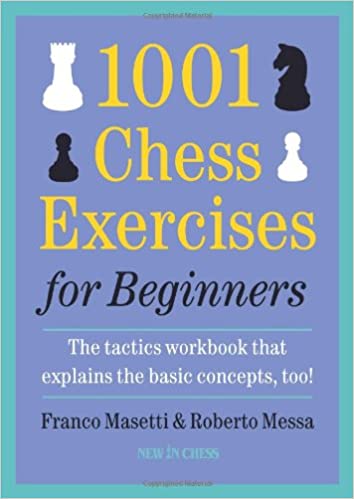 1001
Chess
Exercises
for Beginners
The tactics workbook that
explains the basic concepts, too!
Franco Masetti & Roberto Messa
NEW IN CHESS